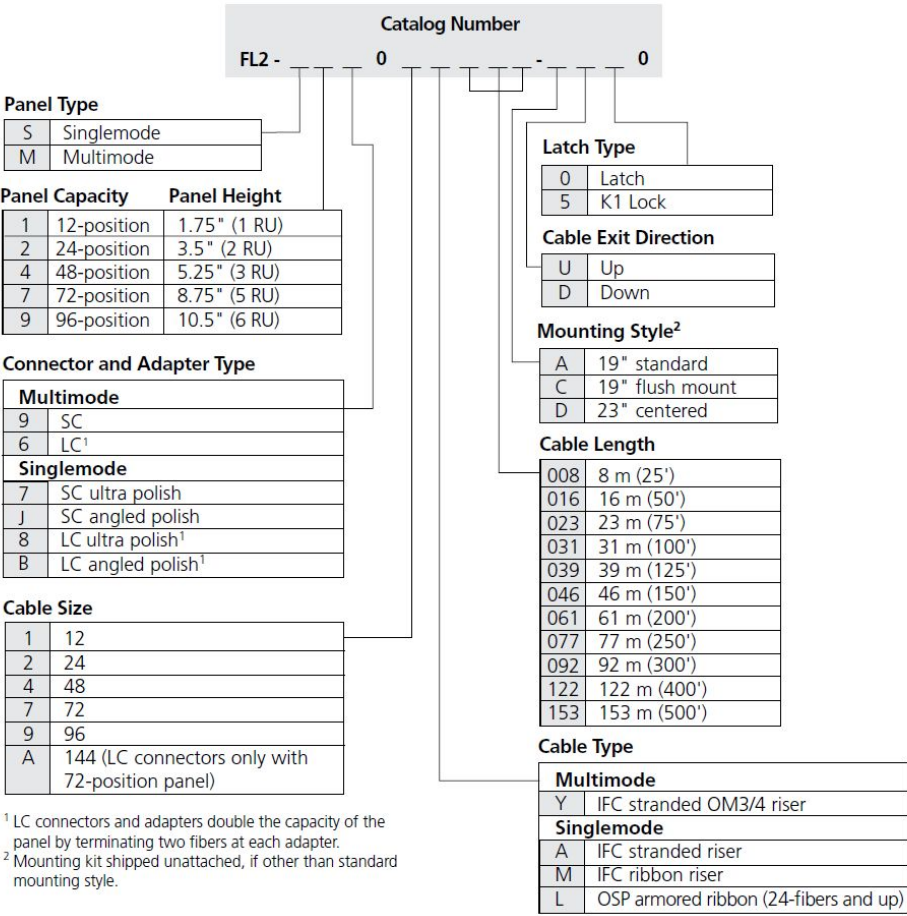 Catalog Number
FL2 - _ _ _ 0 _ _ _ _ _ - _ _ _ 0
Panel Type
S Singlemode
M Multimode
Panel Capacity Panel Height
1 12-position 1.75" (1 RU)
2 24-position 3.5" (2 RU)
4 48-position 5.25" (3 RU)
7 72-position 8.75" (5 RU)
9 96-position 10.5" (6 RU)
Connector and Adapter Type
Multimode
9 SC
6 LC¹
Singlemode
7 SC ultra polish
J SC angled polish
8 LC ultra polish¹
B LC angled polish¹
Cable Size
1 12
2 24
4 48
7 72
9 96
A 144 (LC connectors only with
72-position panel)
¹ LC connectors and adapters double the capacity of the
panel by terminating two fibers at each adapter.
² Mounting kit shipped unattached, if other than standard
mounting style.
Latch Type
0 Latch
5 K1 Lock
Cable Exit Direction
U Up
D Down
Mounting Style²
A 19" standard
C 19" flush mount
D 23" centered
Cable Length
008 8 m (25')
016 16 m (50')
023 23 m (75')
031 31 m (100')
039 39 m (125')
046 46 m (150')
061 61 m (200')
077 77 m (250')
092 92 m (300')
122 122 m (400')
153 153 m (500')
Cable Type
Multimode
Y IFC stranded OM3/4 riser
Singlemode
A IFC stranded riser
M IFC ribbon riser
L OSP armored ribbon (24-fibers and up)